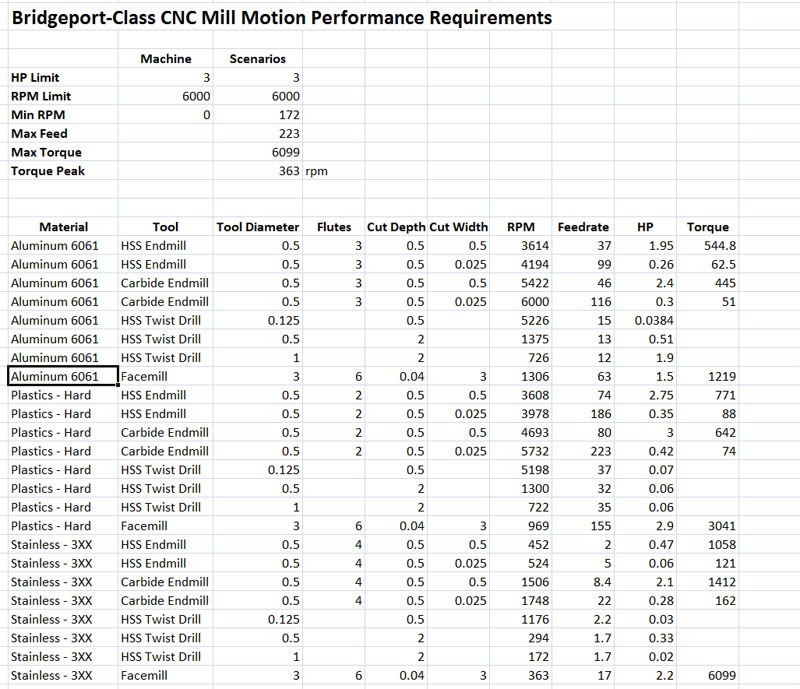 Bridgeport-Class CNC Mill Motion Performance Requirements
Machine Scenarios
HP Limit 3 3
RPM Limit 6000 6000
Min RPM 0 172
Max Feed 223
Max Torque 6099
Torque Peak 363 rpm
Material Tool Tool Diameter Flutes Cut Depth Cut Width RPM Feedrate HP Torque
Aluminum 6061 HSS Endmill 0.5 3 0.5 0.5 3614 37 1.95 544.8
Aluminum 6061 HSS Endmill 0.5 3 0.5 0.025 4194 99 0.26 62.5
Aluminum 6061 Carbide Endmill 0.5 3 0.5 0.5 5422 46 2.4 445
Aluminum 6061 Carbide Endmill 0.5 3 0.5 0.025 6000 116 0.3 51
Aluminum 6061 HSS Twist Drill 0.125 0.5 5226 15 0.0384
Aluminum 6061 HSS Twist Drill 0.5 2 1375 13 0.51
Aluminum 6061 HSS Twist Drill 1 2 726 12 1.9
Aluminum 6061 Facemill 3 6 0.04 3 1306 63 1.5 1219
Plastics - Hard HSS Endmill 0.5 2 0.5 0.5 3608 74 2.75 771
Plastics - Hard HSS Endmill 0.5 2 0.5 0.025 3978 186 0.35 88
Plastics - Hard Carbide Endmill 0.5 2 0.5 0.5 4693 80 3 642
Plastics - Hard Carbide Endmill 0.5 2 0.5 0.025 5732 223 0.42 74
Plastics - Hard HSS Twist Drill 0.125 0.5 5198 37 0.07
Plastics - Hard HSS Twist Drill 0.5 2 1300 32 0.06
Plastics - Hard HSS Twist Drill 1 2 722 35 0.06
Plastics - Hard Facemill 3 6 0.04 3 969 155 2.9 3041
Stainless - 3XX HSS Endmill 0.5 4 0.5 0.5 452 2 0.47 1058
Stainless - 3XX HSS Endmill 0.5 4 0.5 0.025 524 5 0.06 121
Stainless - 3XX Carbide Endmill 0.5 4 0.5 0.5 1506 8.4 2.1 1412
Stainless - 3XX Carbide Endmill 0.5 4 0.5 0.025 1748 22 0.28 162
Stainless - 3XX HSS Twist Drill 0.125 0.5 1176 2.2 0.03
Stainless - 3XX HSS Twist Drill 0.5 2 294 1.7 0.33
Stainless - 3XX HSS Twist Drill 1 2 172 1.7 0.02
Stainless - 3XX Facemill 3 6 0.04 3 363 17 2.2 6099